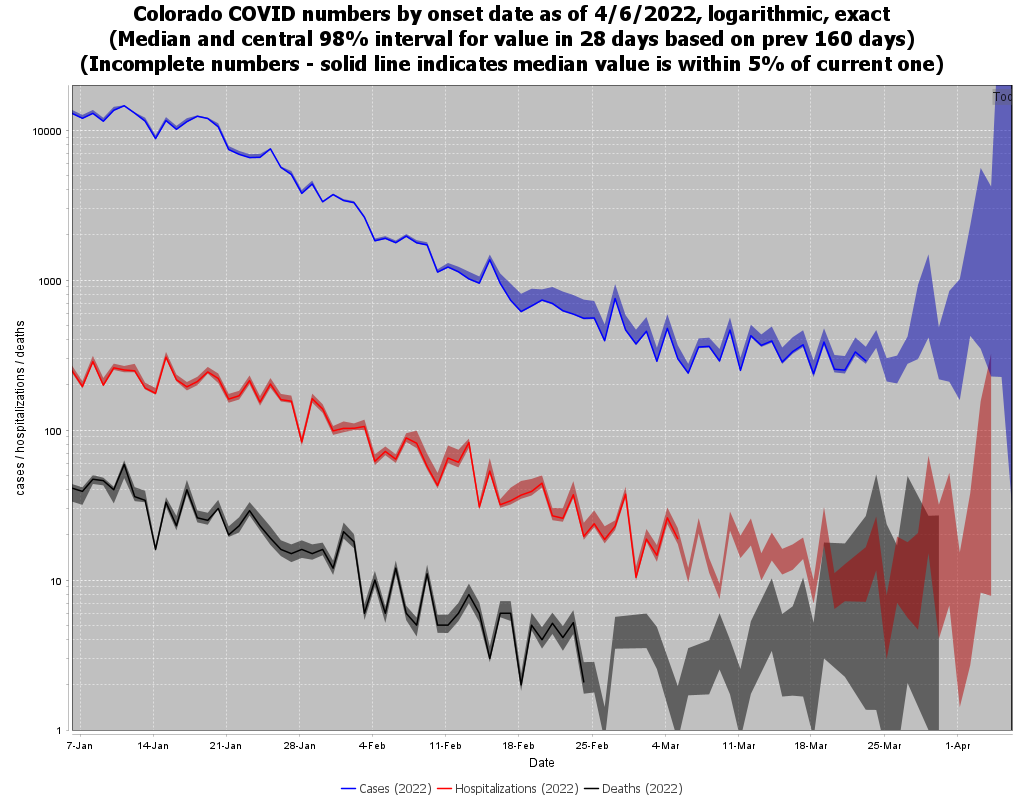 Colorado COVID numbers by onset date as of 4/6/2022, logarithmic, exact
(Median and central 98% interval for value in 28 days based on prev 160 days)
(Incomplete numbers - solid line indicates median value is within 5% of current one)
10000
1000
100
10
1
cases / hospitalizations / deaths
7-Jan 14-Jan 21-Jan 28-Jan 4-Feb 11-Feb 18-Feb 25-Feb 4-Mar 11-Mar 18-Mar 25-Mar 1-Apr
Date
Cases (2022) Hospitalizations (2022) Deaths (2022)